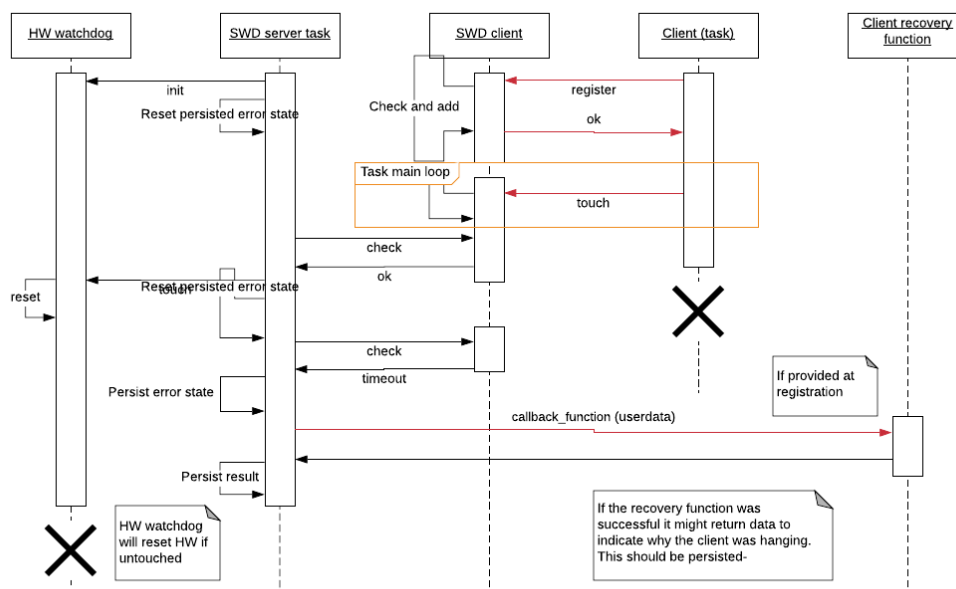 HW watchdog
SWD server task
SWD client
Client (task)
Client recovery
function
init
Reset persisted error state
Check and add
register
ok
Task main loop
touch
check
ok
Reset persisted error state
touch
reset
check
timeout
Persist error state
If provided at
registration
callback_function (userdata)
Persist result
HW watchdog
will reset HW if
untouched
If the recovery function was
successful it might return data to
indicate why the client was hanging.
This should be persisted-